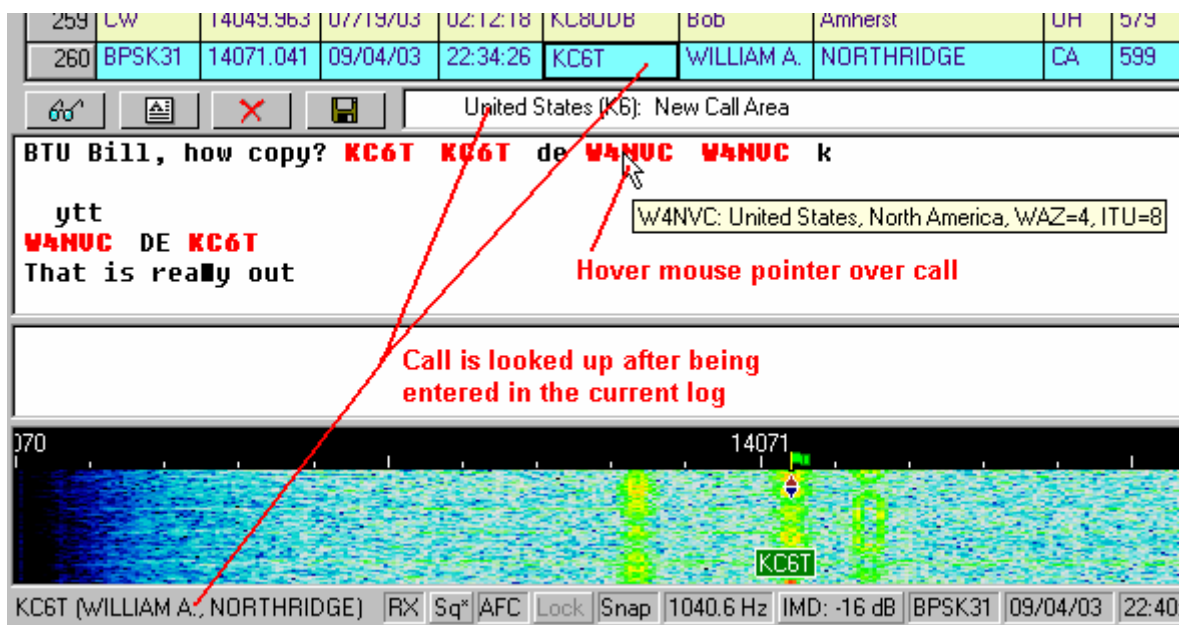 259 CW 14049.963 07/19/03 02:12:18 KC8UDB Bob Amherst OH 579
260 BPSK31 14071.041 09/04/03 22:34:26 KC6T WILLIAM A. NORTHRIDGE CA 599
United States (K6): New Call Area
BTU Bill, how copy? KC6T KC6T de W4NVC W4NVC k
ytt
W4NVC: United States, North America, WAZ=4, ITU=8
W4NVC DE KC6T
That is out
Hover mouse pointer over call
Call is looked up after being
entered in the current log
070 14071
KC6T
KC6T (WILLIAM A., NORTHRIDGE) RX Sq* AFC Lock Snap 1040.6 Hz IMD: -16 dB BPSK31 09/04/03 22:40